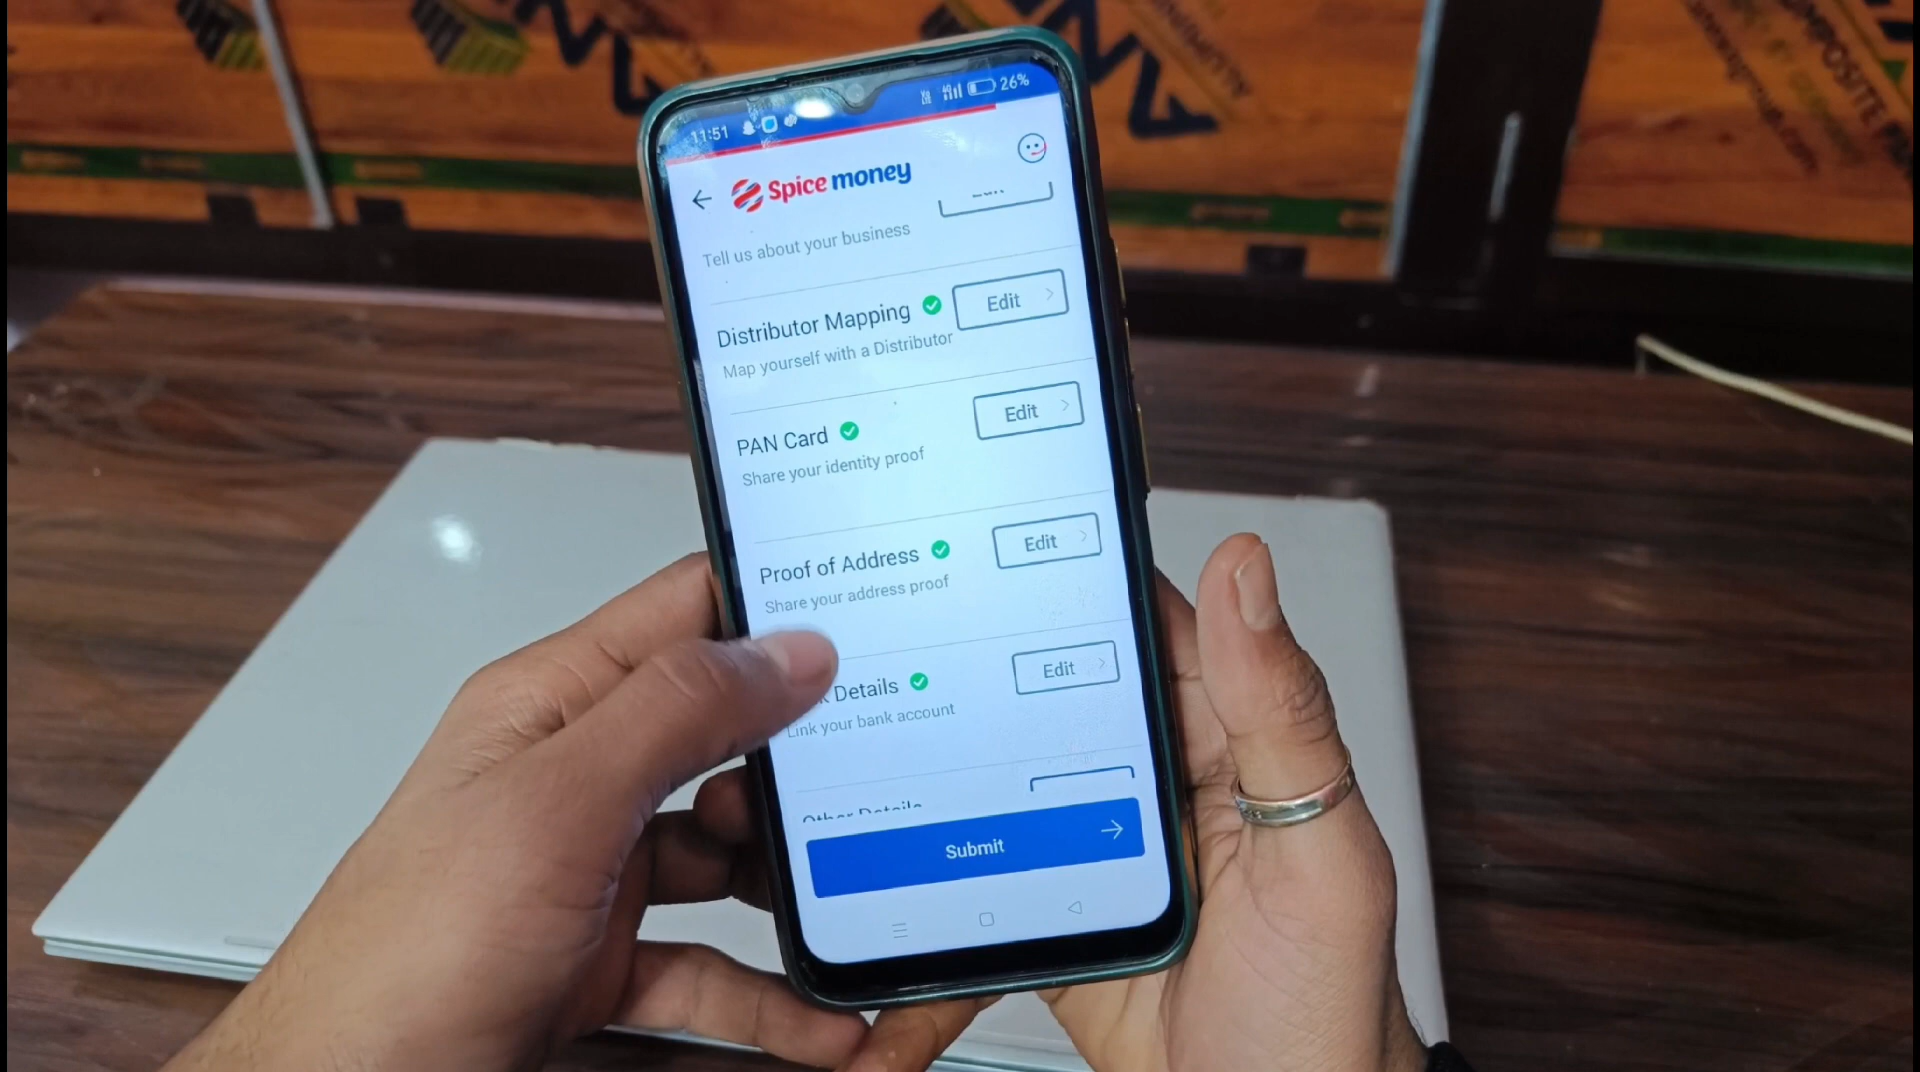 11:51
26%
Spice money
Tell us about your business
Distributor Mapping
Edit
Map yourself with a Distributor
PAN Card
Edit
Share your identity proof
Proof of Address
Edit
Share your address proof
Details
Edit
Link your bank account
Other Details
Submit